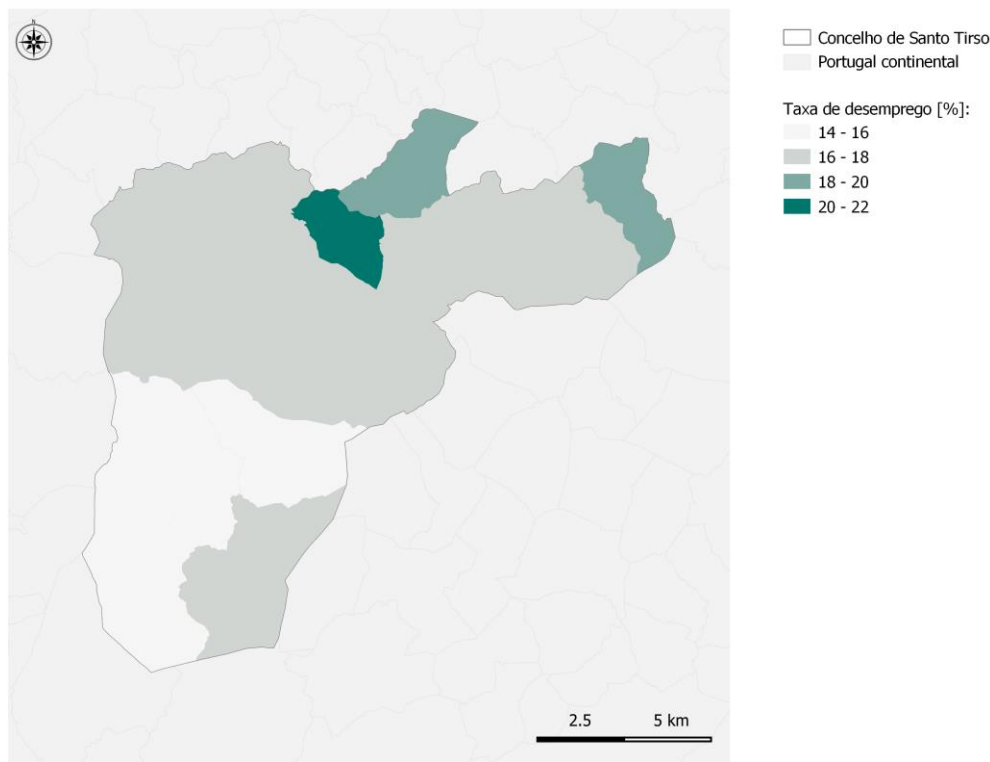 N
Concelho de Santo Tirso
Portugal continental
Taxa de desemprego [%]:
14 - 16
16 - 18
18 - 20
20 - 22
2.5 5 km